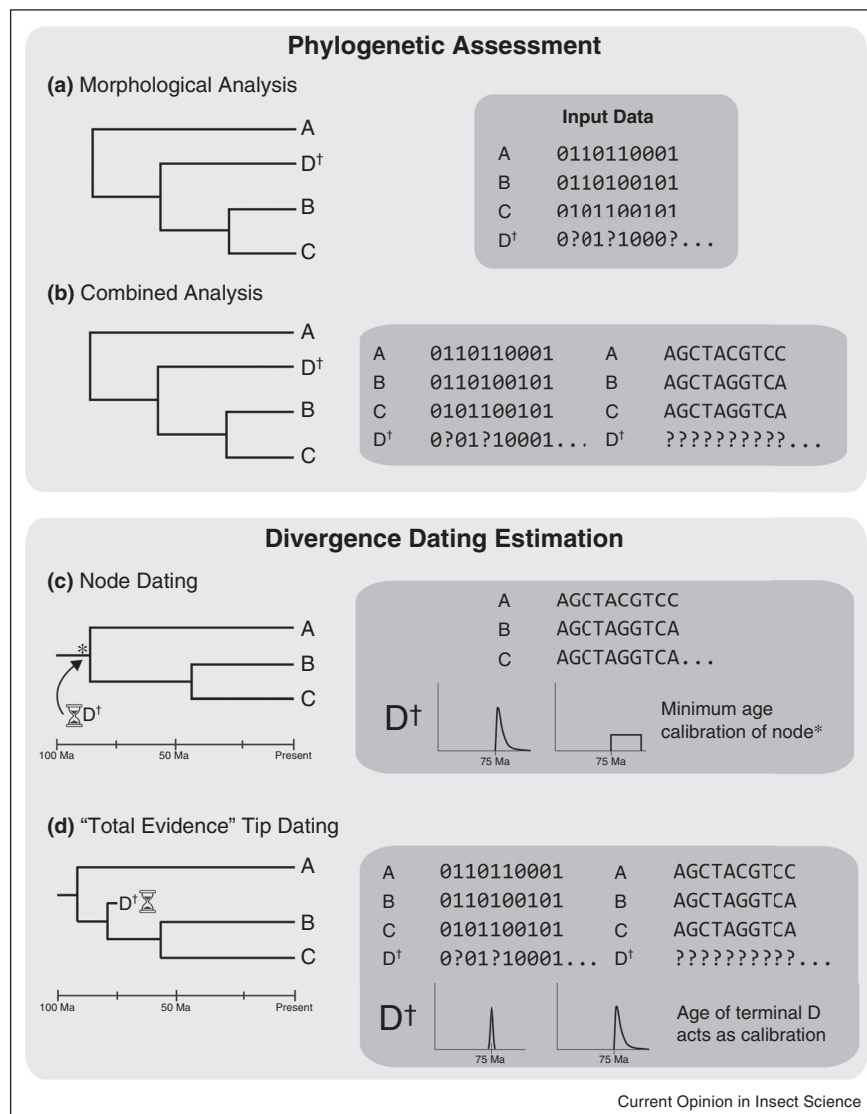 Phylogenetic Assessment
(a) Morphological Analysis
A
D†
B
C
Input Data
A 0110110001
B 0110100101
C 0101100101
D† 0?01?1000?...
(b) Combined Analysis
A
D†
B
C
A 0110110001 A AGCTACGTCC
B 0110100101 B AGCTAGGTCA
C 0101100101 C AGCTAGGTCA
D† 0?01?10001... D† ??????????...
Divergence Dating Estimation
(c) Node Dating
*
A
B
C
D†
100 Ma 50 Ma Present
A AGCTACGTCC
B AGCTAGGTCA
C AGCTAGGTCA...
D†
75 Ma
75 Ma
Minimum age
calibration of node*
(d) “Total Evidence” Tip Dating
A
D†
B
C
100 Ma 50 Ma Present
A 0110110001 A AGCTACGTCC
B 0110100101 B AGCTAGGTCA
C 0101100101 C AGCTAGGTCA
D† 0?01?10001... D† ??????????...
D†
75 Ma
75 Ma
Age of terminal D
acts as calibration
Current Opinion in Insect Science